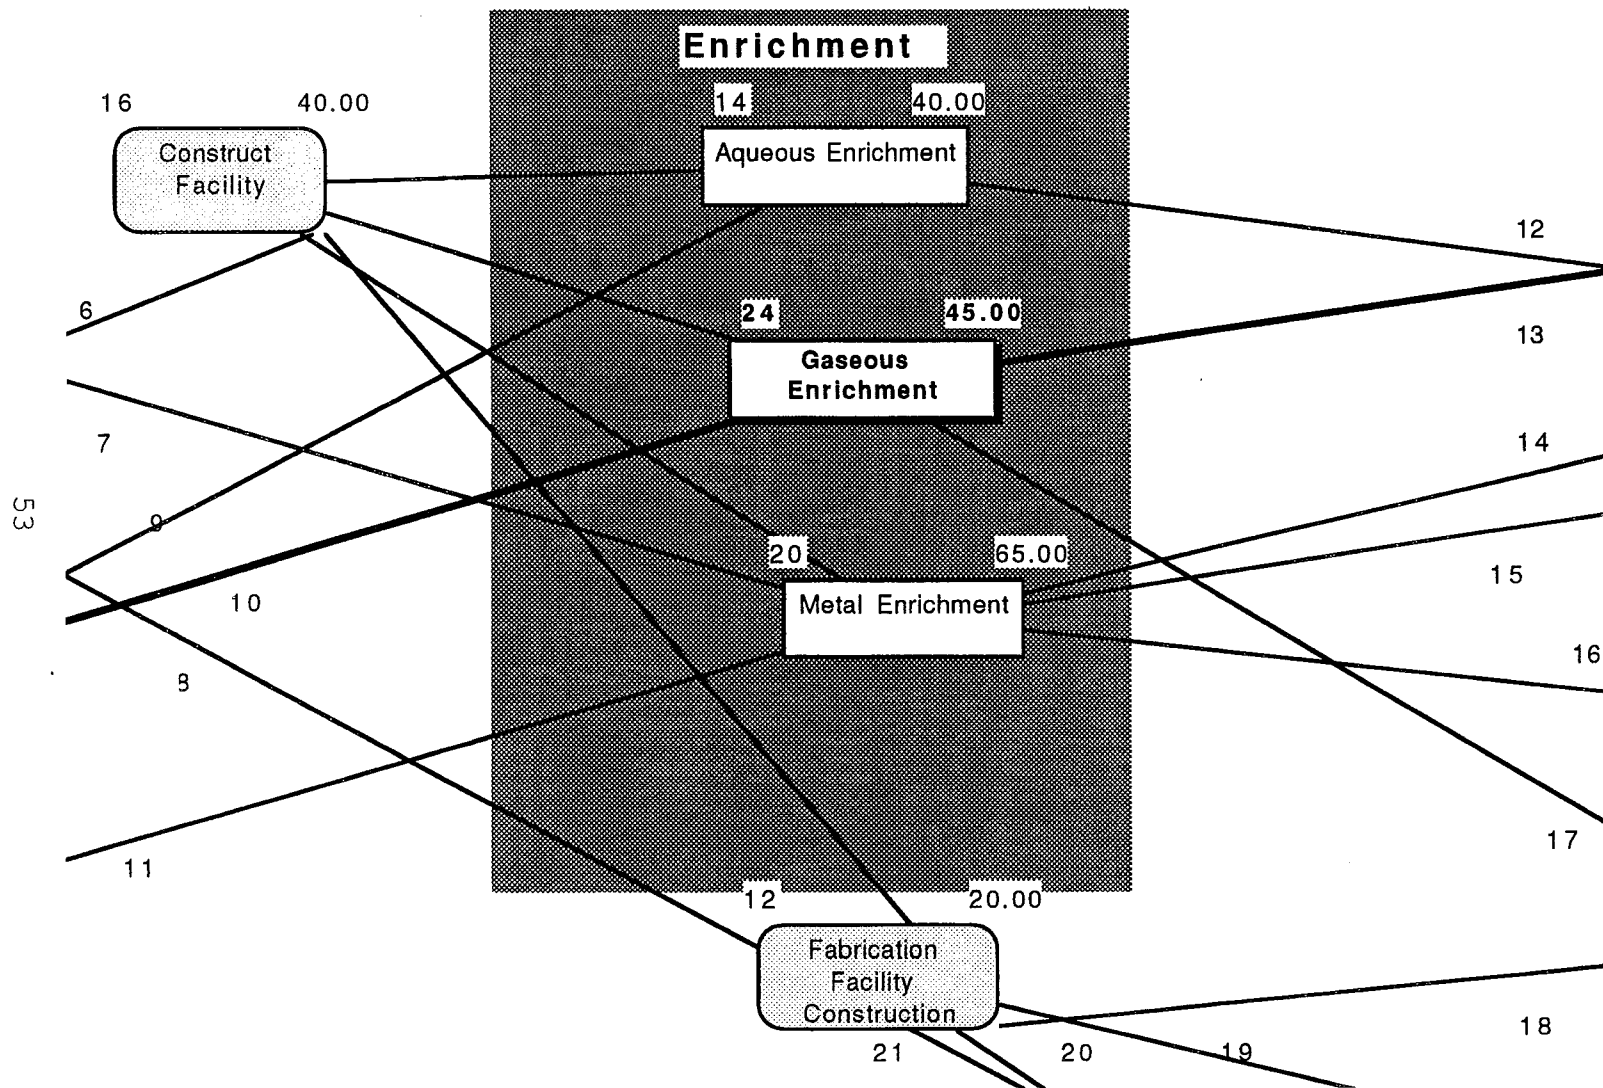 Enrichment
16 40.00
14 40.00
Construct
Facility
Aqueous Enrichment
12
6
24 45.00
13
Gaseous
Enrichment
7
14
53
9
20 65.00
15
10
Metal Enrichment
16
8
17
11
12 20.00
Fabrication
Facility
Construction
18
21 20 19